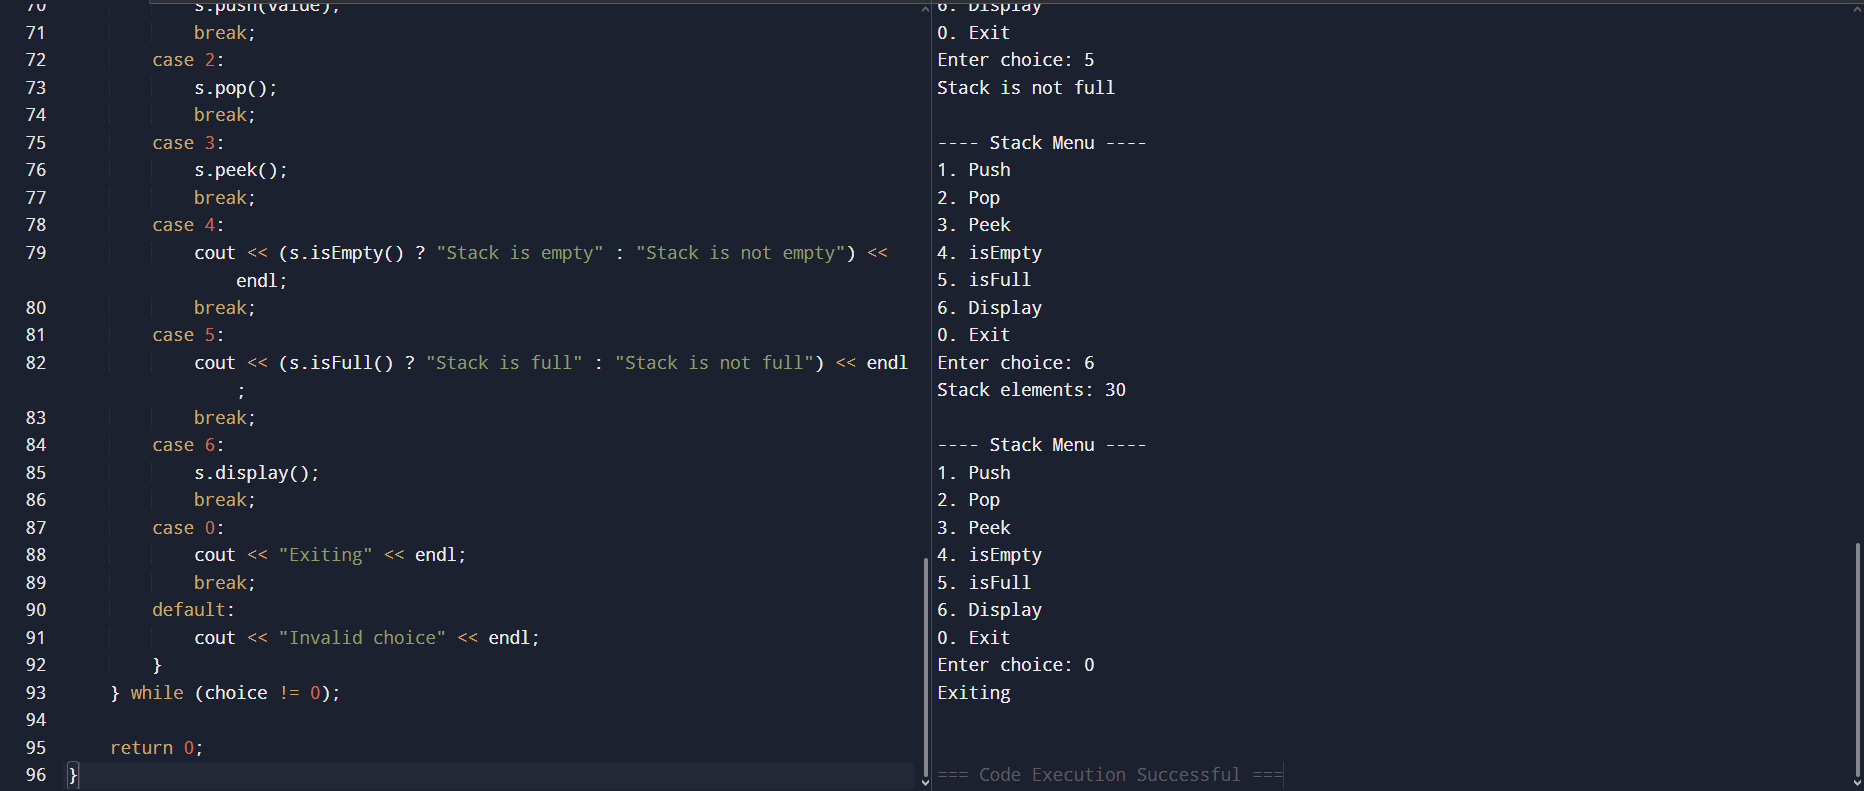 70 s.push(value);
71 break;
72 case 2:
73 s.pop();
74 break;
75 case 3:
76 s.peek();
77 break;
78 case 4:
79 cout << (s.isEmpty() ? "Stack is empty" : "Stack is not empty") <<
endl;
80 break;
81 case 5:
82 cout << (s.isFull() ? "Stack is full" : "Stack is not full") << endl
;
83 break;
84 case 6:
85 s.display();
86 break;
87 case 0:
88 cout << "Exiting" << endl;
89 break;
90 default:
91 cout << "Invalid choice" << endl;
92 }
93 } while (choice != 0);
94
95 return 0;
96 }
6. Display
0. Exit
Enter choice: 5
Stack is not full
---- Stack Menu ----
1. Push
2. Pop
3. Peek
4. isEmpty
5. isFull
6. Display
0. Exit
Enter choice: 6
Stack elements: 30
---- Stack Menu ----
1. Push
2. Pop
3. Peek
4. isEmpty
5. isFull
6. Display
0. Exit
Enter choice: 0
Exiting
=== Code Execution Successful ===